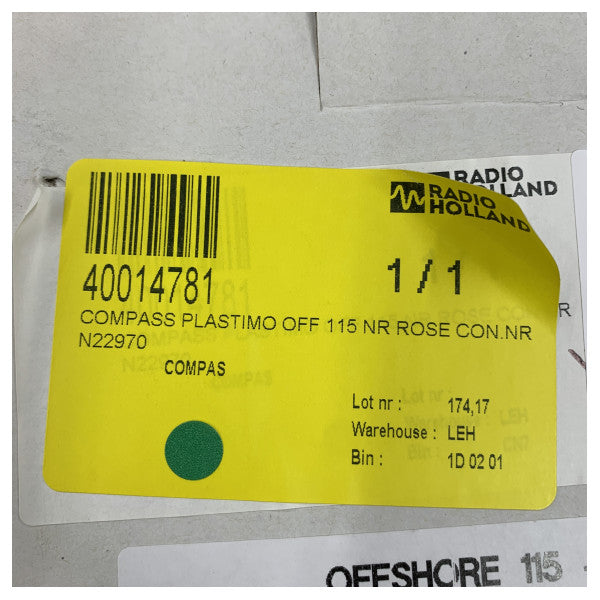 RADIO
HOLLAND
RADIO
HOLLAND
40014781
1 / 1
COMPASS PLASTIMO OFF 115 NR ROSE CON.NR
N22970
COMPAS
Lot nr : 174,17
Warehouse : LEH
Bin : 1D 02 01
OFFSHORE 115